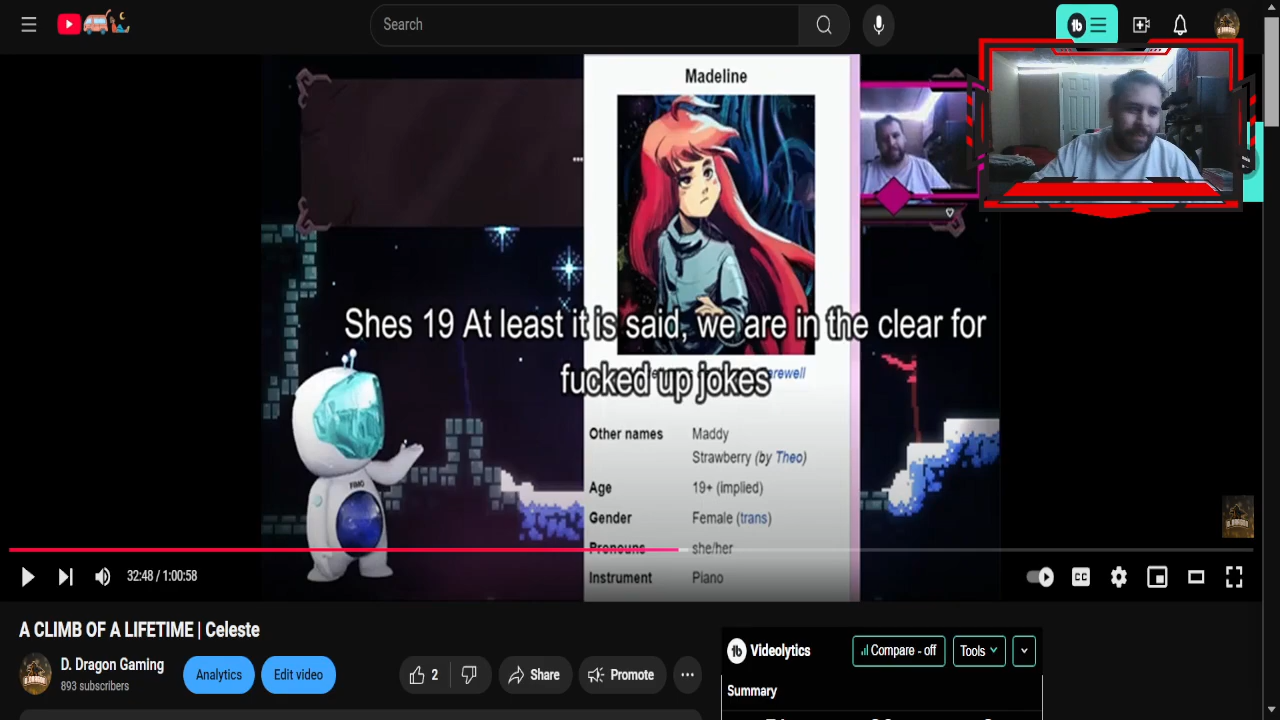 Search
Madeline
Shes 19 At least it is said, we are in the clear for
fucked up jokes
Other names Maddy
Strawberry (by Theo)
Age 19+ (implied)
Gender Female (trans)
Pronouns she/her
Instrument Piano
FIMO
32:48 / 1:00:58
CC
A CLIMB OF A LIFETIME | Celeste
D. Dragon Gaming
893 subscribers
Analytics
Edit video
2
Share
Promote
tb Videolytics
Compare - off
Tools
Summary